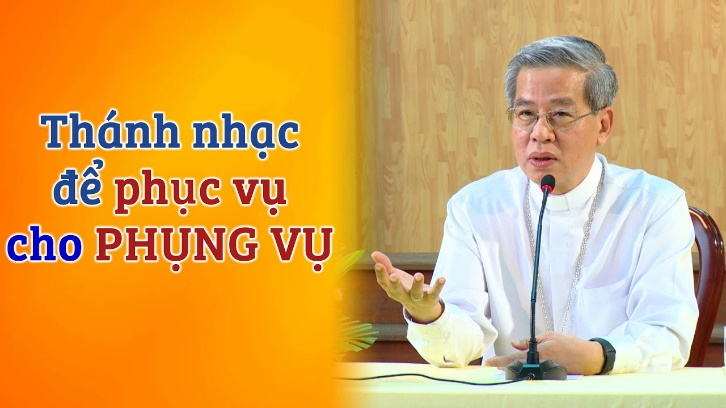 Thánh nhạc
để phục vụ
cho PHỤNG VỤ